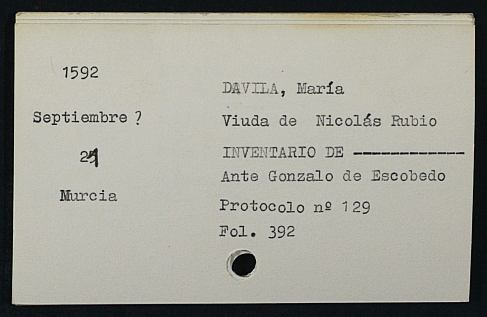 1592
Septiembre ?
21
Murcia
DAVILA, María
Viuda de Nicolás Rubio
INVENTARIO DE -----------
Ante Gonzalo de Escobedo
Protocolo nº 129
Fol. 392